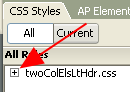 CSS Styles AP Element
All Current
All Rules
twoColElsLtHdr.css